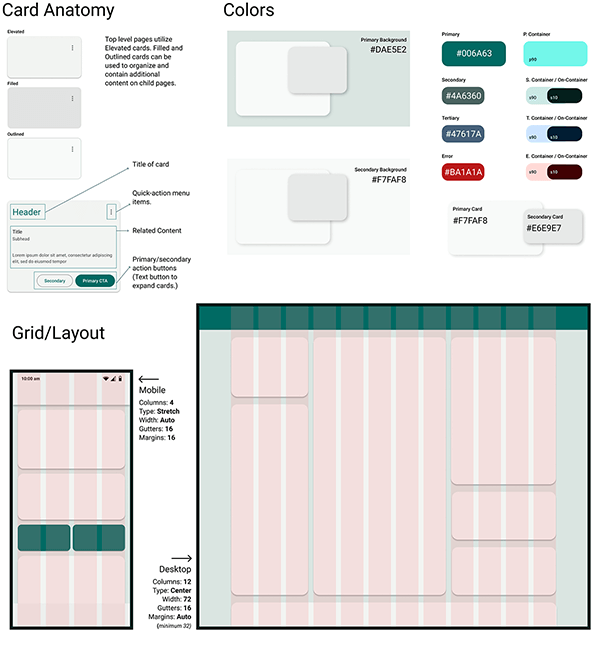 Card Anatomy
Elevated
Filled
Outlined
Top level pages utilize
Elevated cards. Filled and
Outlined cards can be
used to organize and
contain additional
content on child pages.
Header
Title
Subhead
Lorem ipsum dolor sit amet, consectetur adipiscing
elit, sed do eiusmod tempor
Secondary
Primary CTA
Title of card
Quick-action menu
items.
Related Content
Primary/secondary
action buttons
(Text button to
expand cards.)
Colors
Primary Background
#DAE5E2
Secondary Background
#F7FAF8
Primary
#006A63
P. Container
p90
Secondary
#4A6360
S. Container / On-Container
s90
s10
Tertiary
#47617A
T. Container / On-Container
s90
s10
Error
#BA1A1A
E. Container / On-Container
s90
s10
Primary Card
#F7FAF8
Secondary Card
#E6E9E7
Grid/Layout
10:00 am
Mobile
Columns: 4
Type: Stretch
Width: Auto
Gutters: 16
Margins: 16
Desktop
Columns: 12
Type: Center
Width: 72
Gutters: 16
Margins: Auto
(minimum 32)